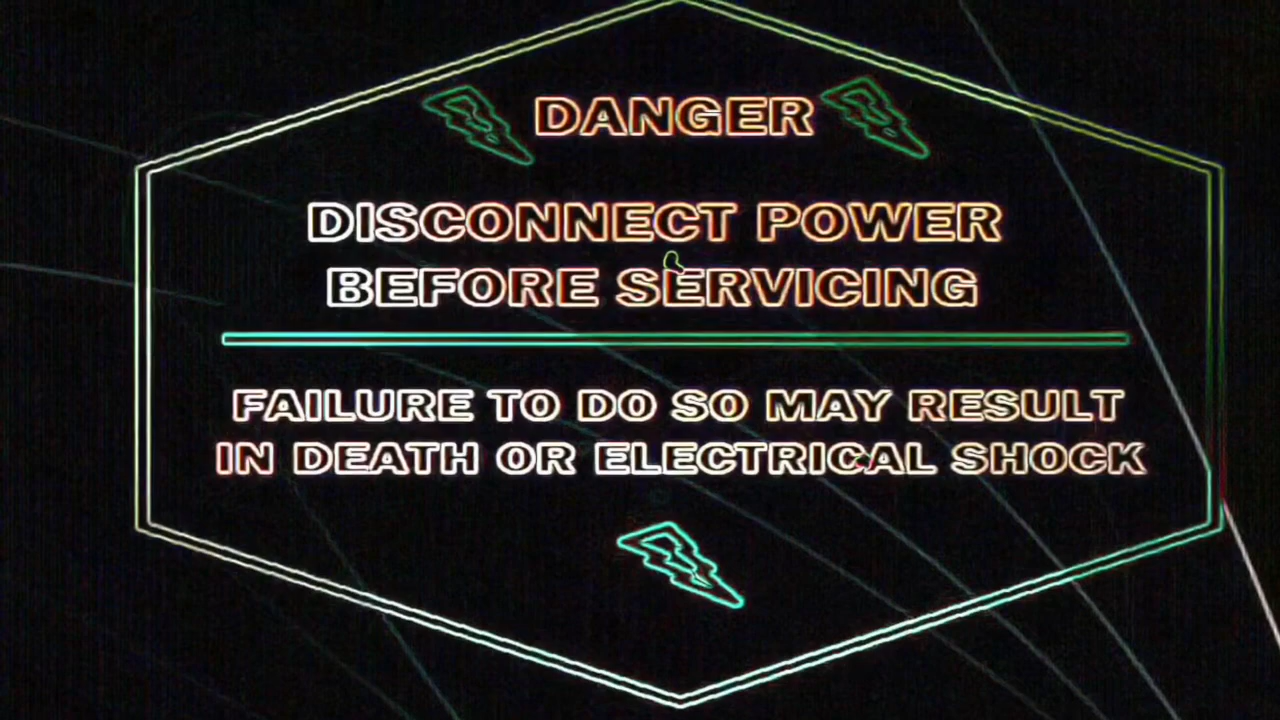 DANGER
DISCONNECT POWER
BEFORE SERVICING
FAILURE TO DO SO MAY RESULT
IN DEATH OR ELECTRICAL SHOCK